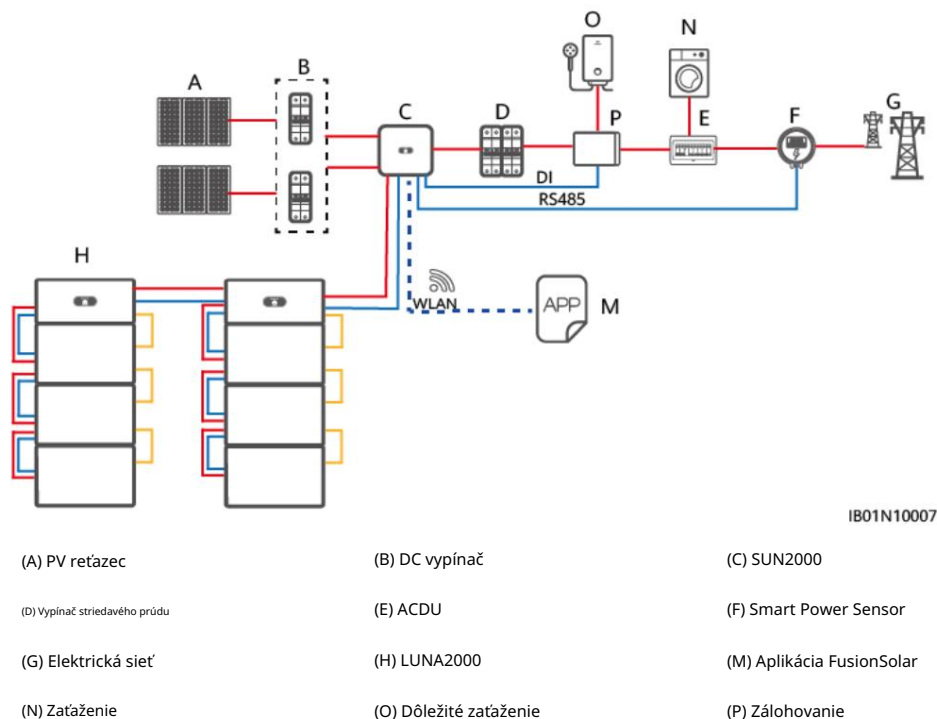 O
N
B
A
C
D
P
E
F
G
DI
RS485
H
WLAN
APP
M
IB01N10007
(A) PV reťazec
(B) DC vypínač
(C) SUN2000
(D) Vypínač striedavého prúdu
(E) ACDU
(F) Smart Power Sensor
(G) Elektrická sieť
(H) LUNA2000
(M) Aplikácia FusionSolar
(N) Zaťaženie
(O) Dôležité zaťaženie
(P) Zálohovanie